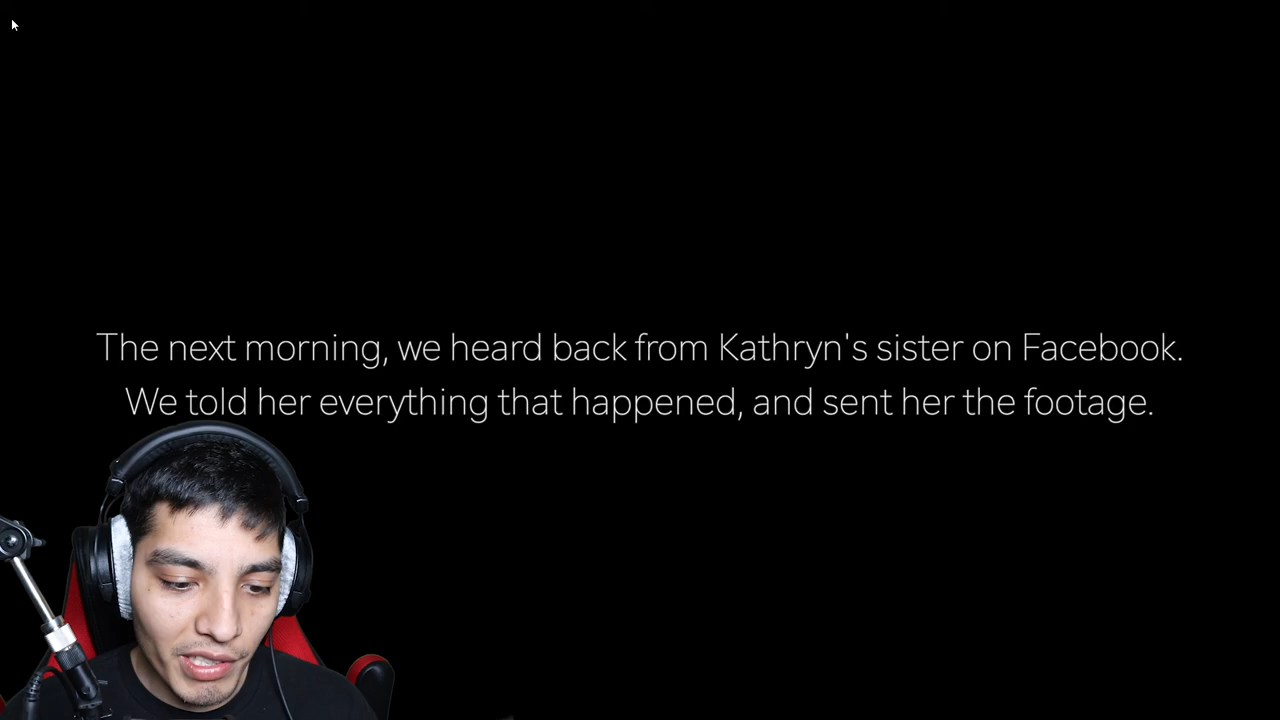 The next morning, we heard back from Kathryn's sister on Facebook.
We told her everything that happened, and sent her the footage.